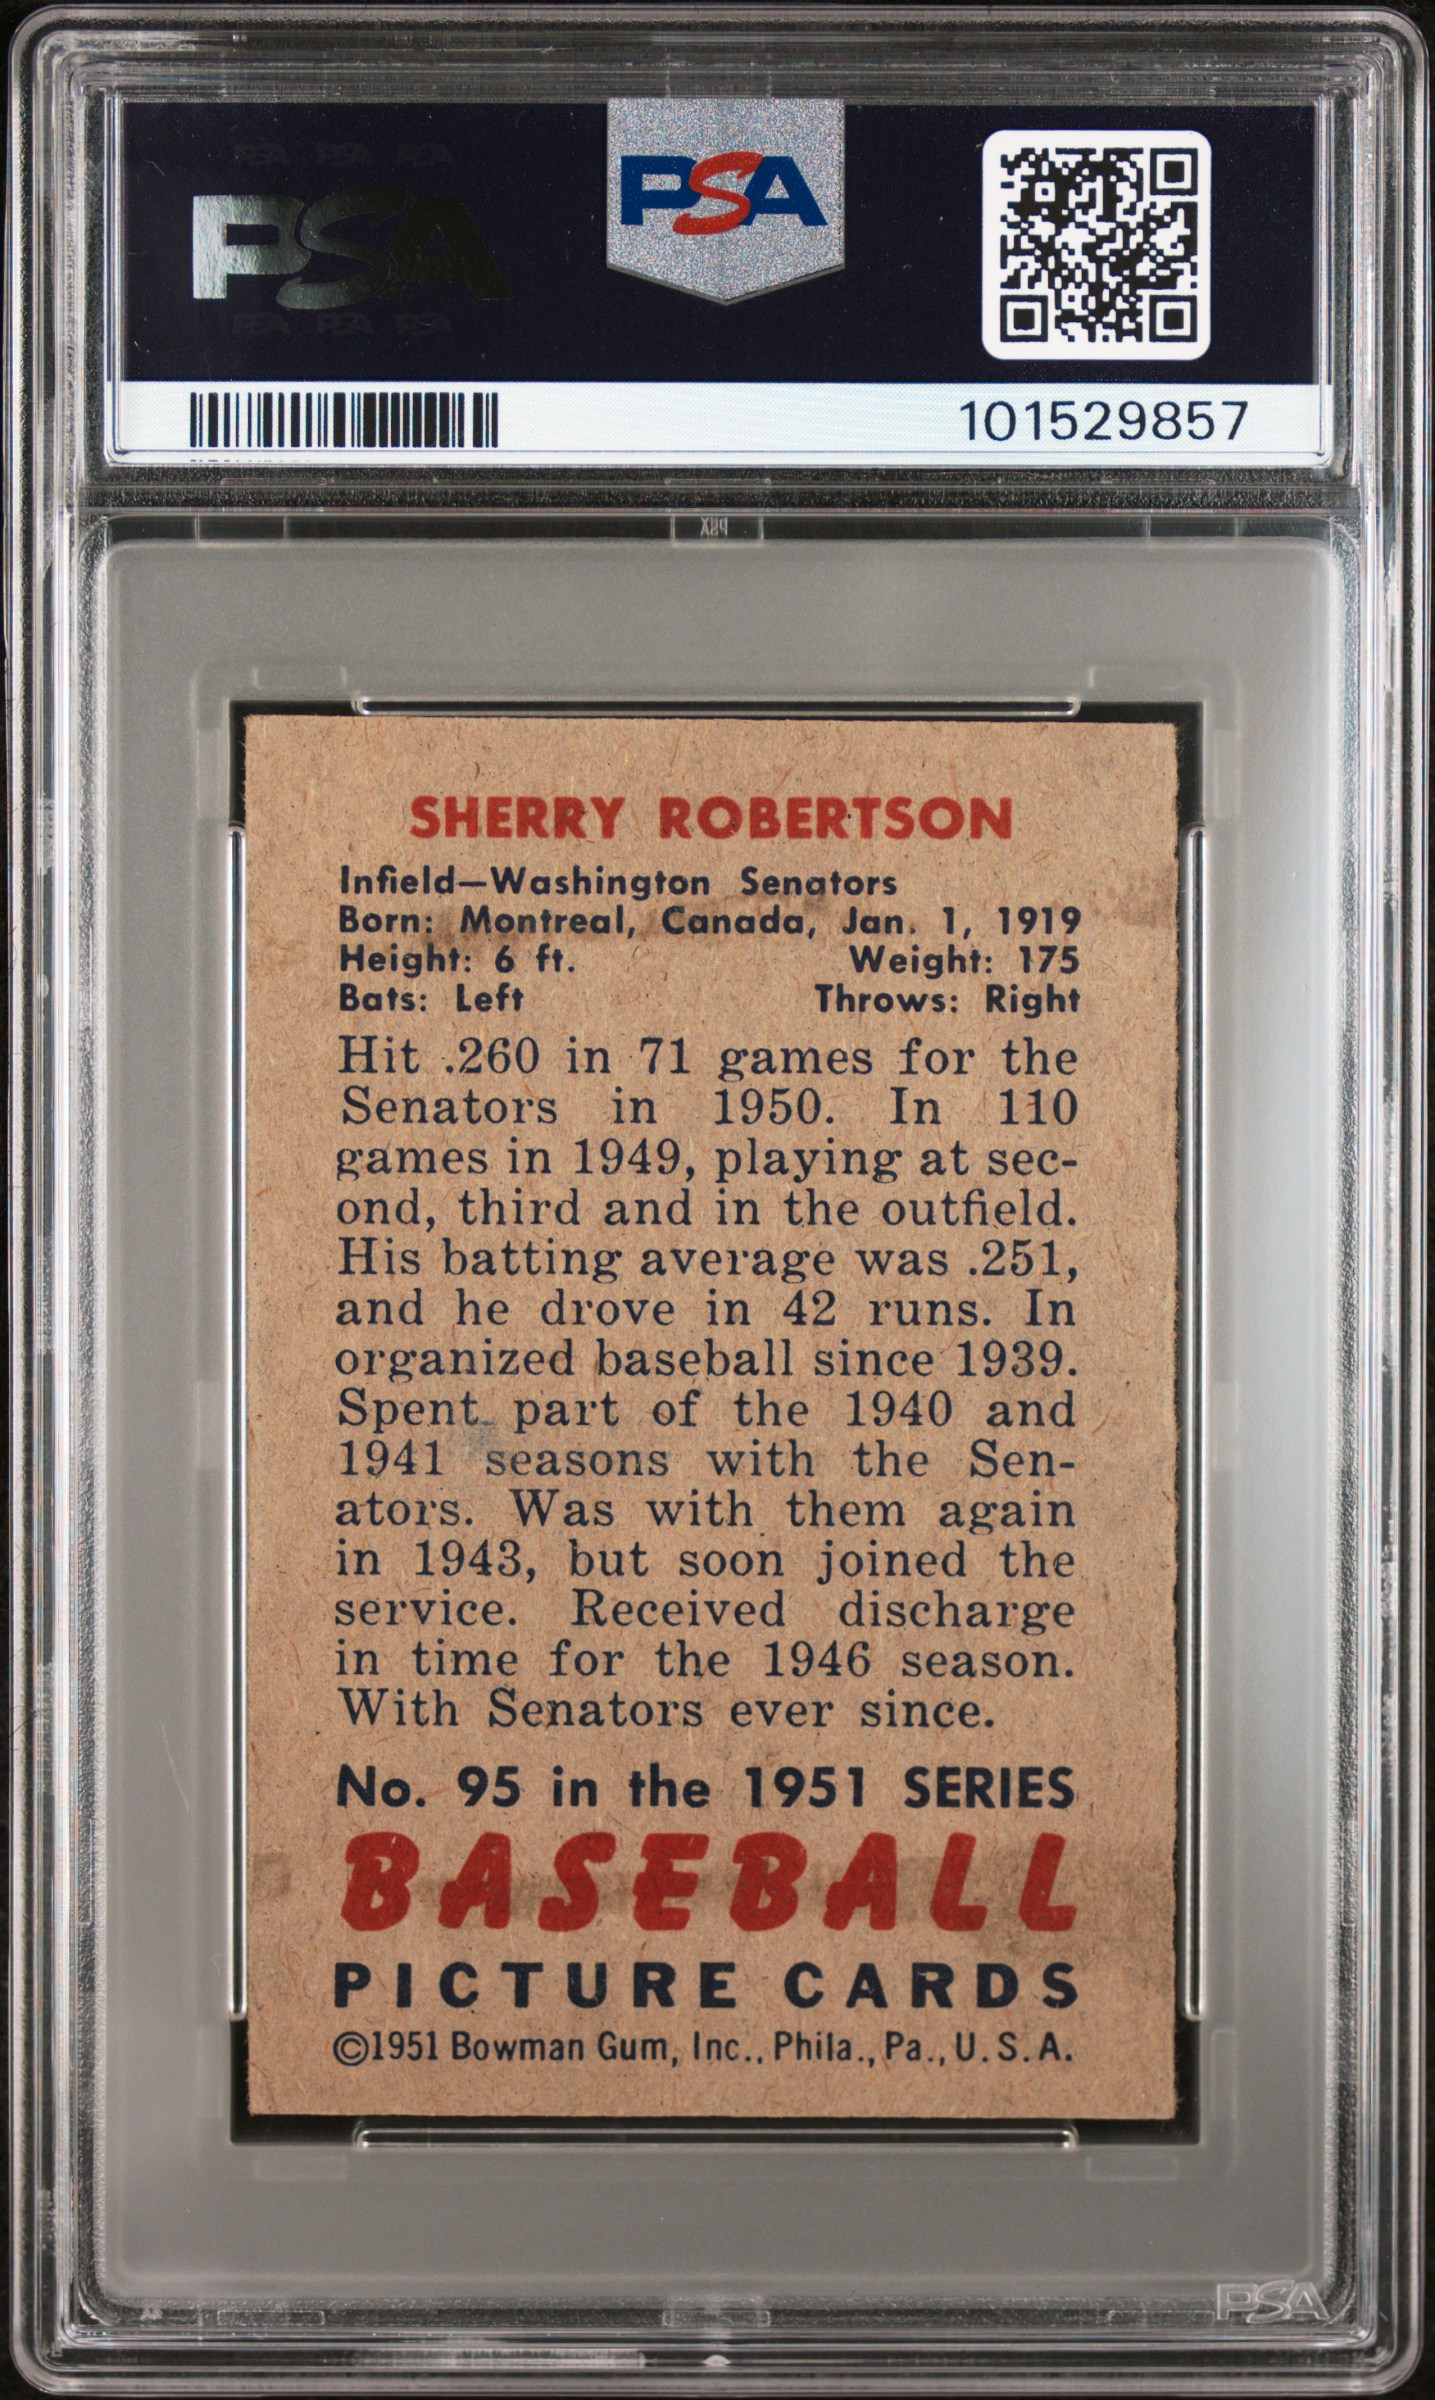 PSA PSA PSA
PSA
PSA PSA PSA
PSA
101529857
PSA
SHERRY ROBERTSON
Infield—Washington Senators
Born: Montreal, Canada, Jan. 1, 1919
Height: 6 ft. Weight: 175
Bats: Left Throws: Right
Hit .260 in 71 games for the
Senators in 1950. In 110
games in 1949, playing at sec-
ond, third and in the outfield.
His batting average was .251,
and he drove in 42 runs. In
organized baseball since 1939.
Spent part of the 1940 and
1941 seasons with the Sen-
ators. Was with them again
in 1943, but soon joined the
service. Received discharge
in time for the 1946 season.
With Senators ever since.
No. 95 in the 1951 SERIES
BASEBALL
PICTURE CARDS
©1951 Bowman Gum, Inc., Phila., Pa., U.S.A.